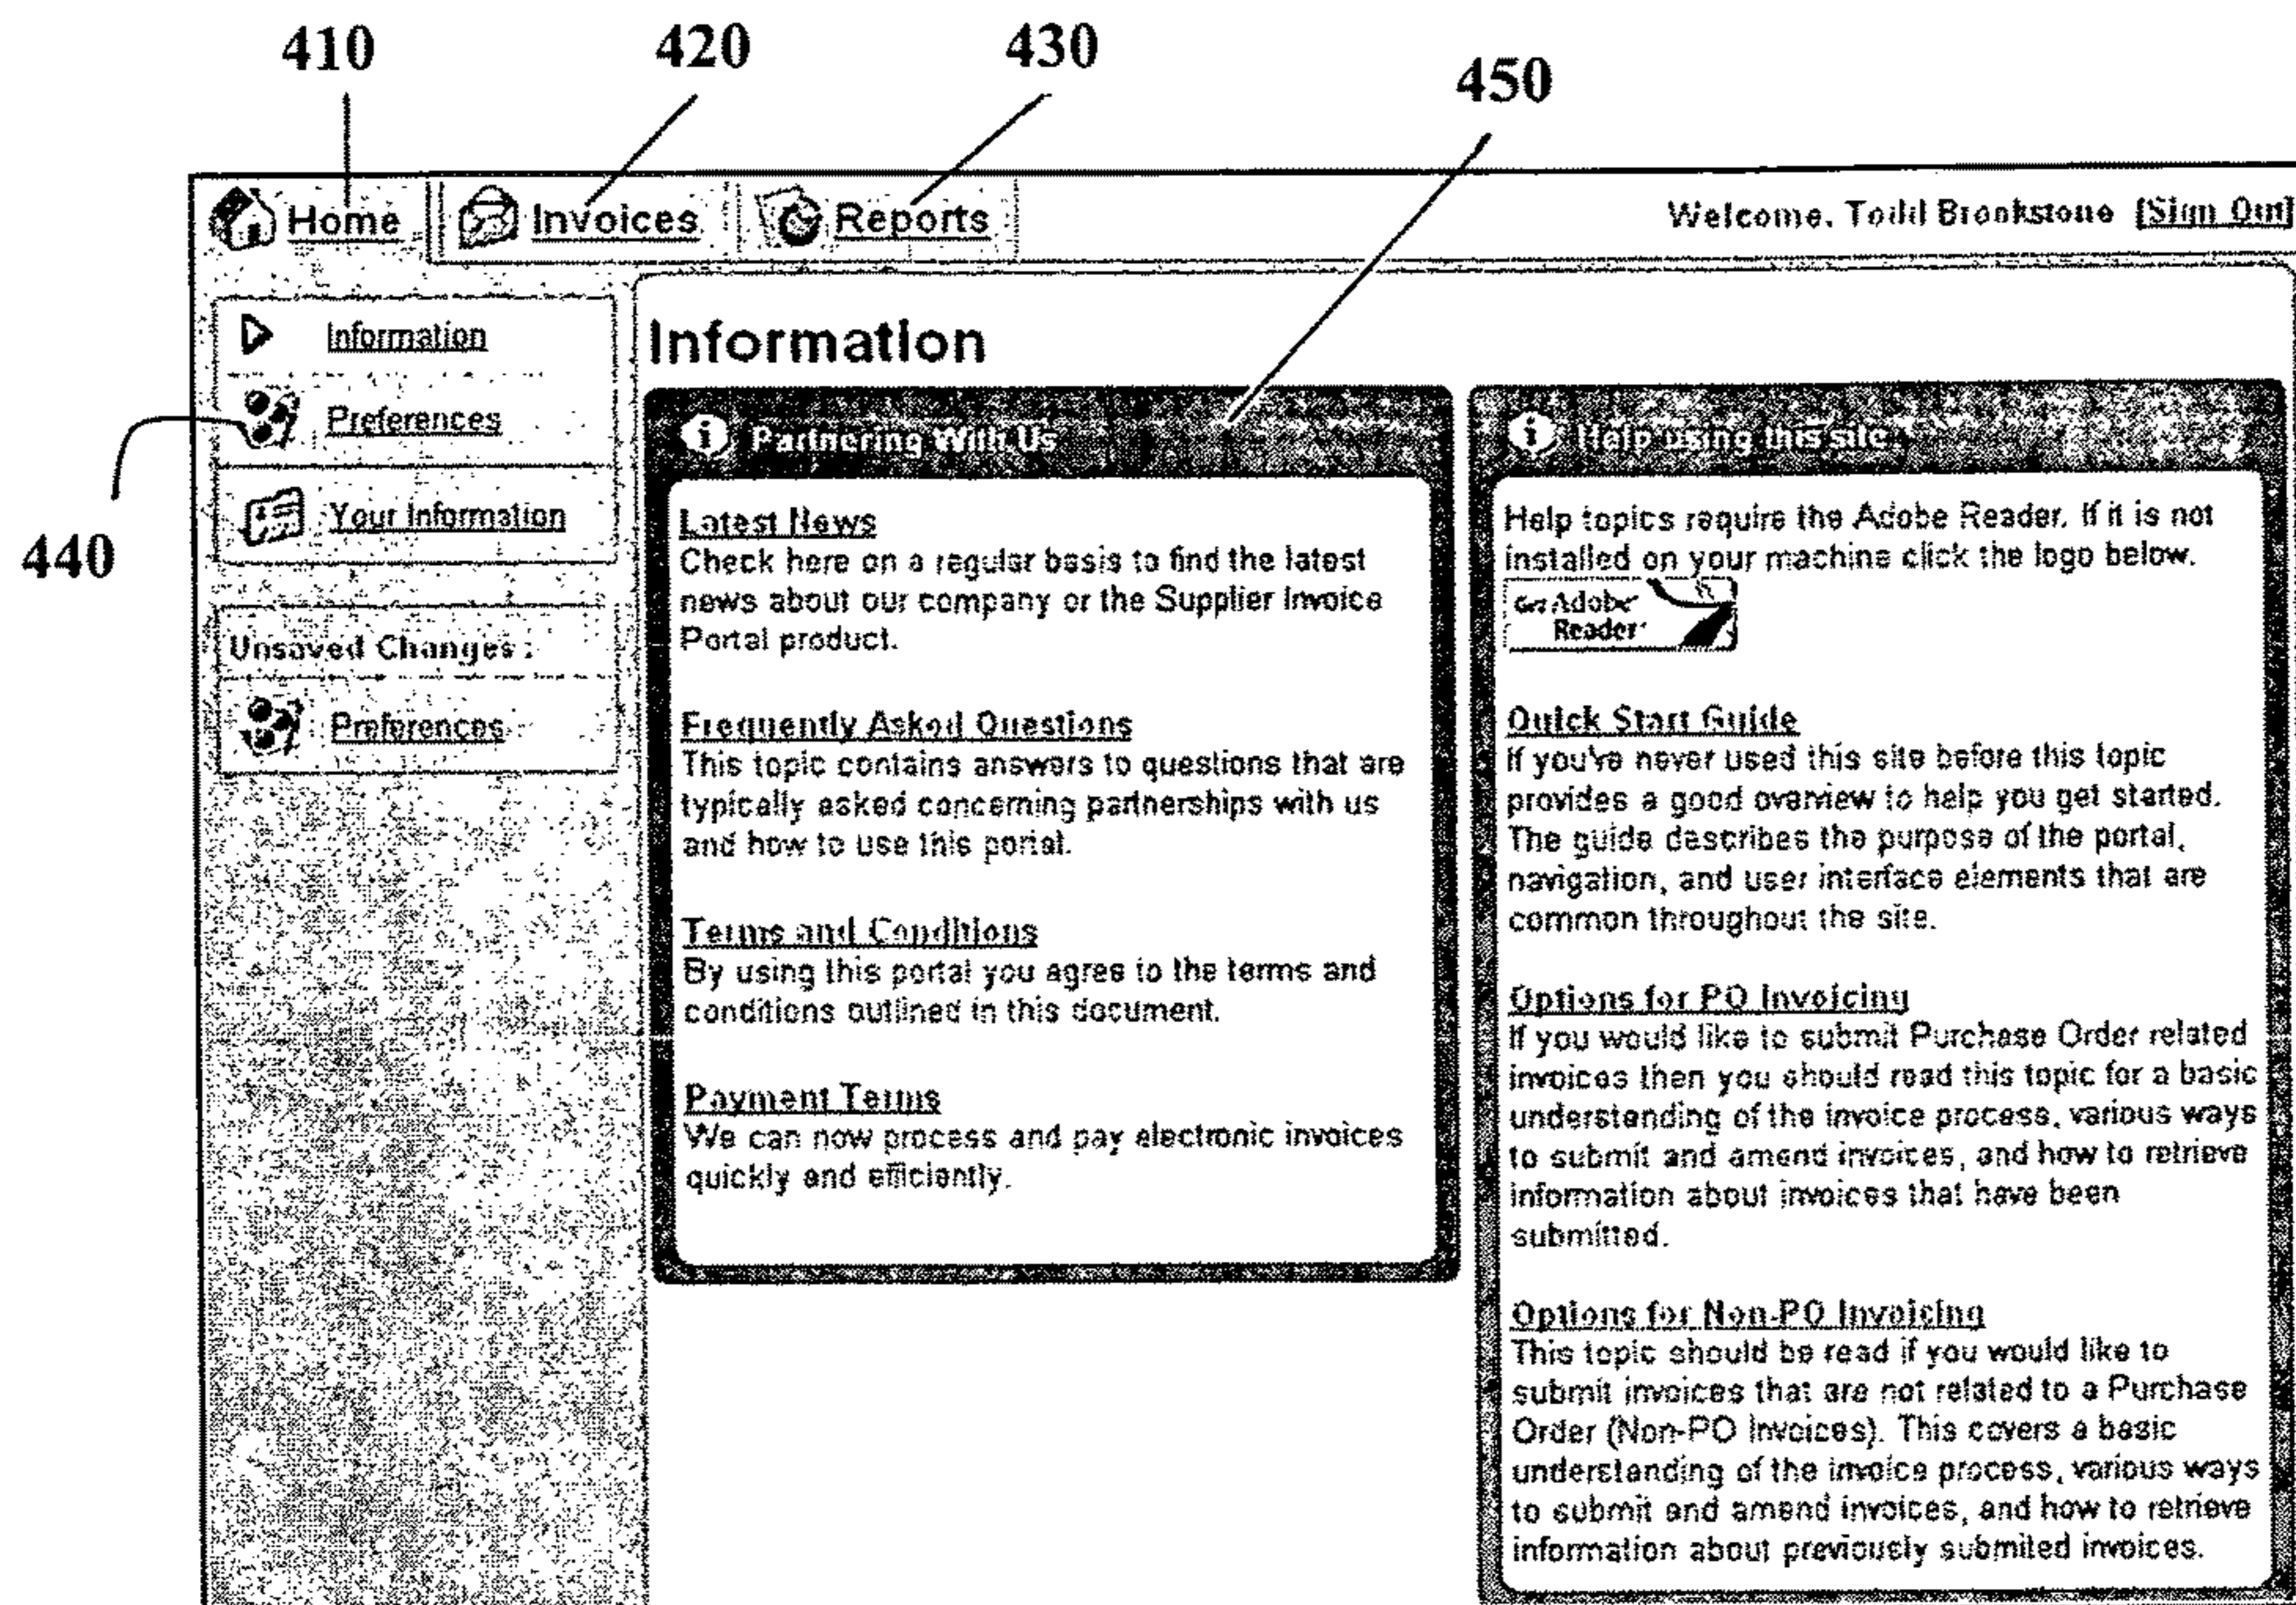 410
420
430
450
Home
Invoices
Reports
Welcome, Todd Brookstone [Sign Out]
Information
Preferences
440
Your Information
Unsaved Changes:
Preferences
Information
Partnering With Us
Latest News
Check here on a regular basis to find the latest
news about our company or the Supplier Invoice
Portal product.
Frequently Asked Questions
This topic contains answers to questions that are
typically asked concerning partnerships with us
and how to use this portal.
Terms and Conditions
By using this portal you agree to the terms and
conditions outlined in this document.
Payment Terms
We can now process and pay electronic invoices
quickly and efficiently.
Help using this site
Help topics require the Adobe Reader. If it is not
installed on your machine click the logo below.
Get Adobe
Reader
Quick Start Guide
If you've never used this site before this topic
provides a good overview to help you get started.
The guide describes the purpose of the portal,
navigation, and user interface elements that are
common throughout the site.
Options for PO Invoicing
If you would like to submit Purchase Order related
invoices then you should read this topic for a basic
understanding of the invoice process, various ways
to submit and amend invoices, and how to retrieve
information about invoices that have been
submitted.
Options for Non-PO Invoicing
This topic should be read if you would like to
submit invoices that are not related to a Purchase
Order (Non-PO Invoices). This covers a basic
understanding of the invoice process, various ways
to submit and amend invoices, and how to retrieve
information about previously submited invoices.